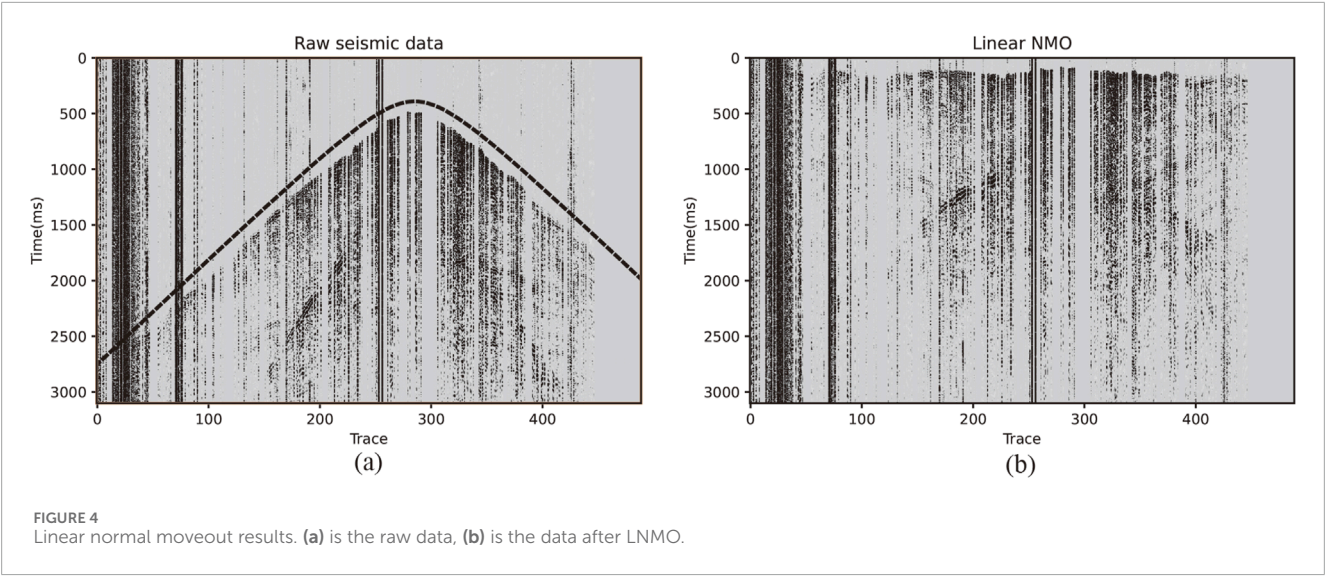 Raw seismic data
Time(ms)
0
500
1000
1500
2000
2500
3000
0 100 200 300 400
Trace
(a)
Linear NMO
Time(ms)
0
500
1000
1500
2000
2500
3000
0 100 200 300 400
Trace
(b)
FIGURE 4
Linear normal moveout results. (a) is the raw data, (b) is the data after LNMO.